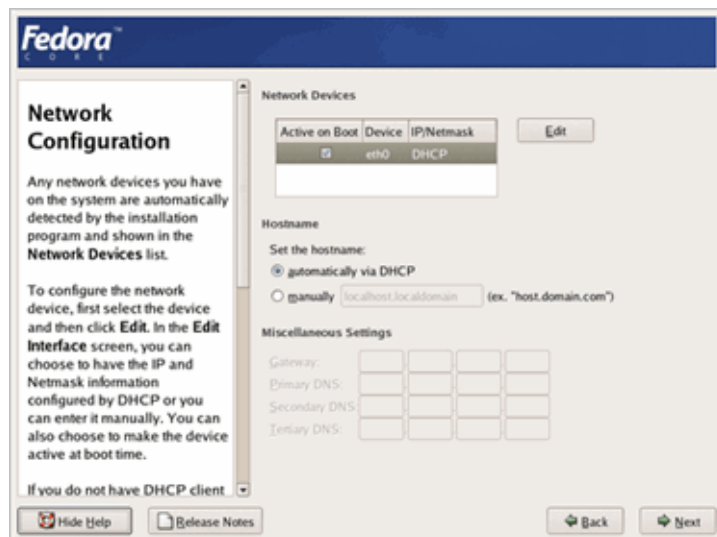 Fedora™
CORE
Network
Configuration
Any network devices you have
on the system are automatically
detected by the installation
program and shown in the
Network Devices list.
To configure the network
device, first select the device
and then click Edit. In the Edit
Interface screen, you can
choose to have the IP and
Netmask information
configured by DHCP or you
can enter it manually. You can
also choose to make the device
active at boot time.
If you do not have DHCP client
Network Devices
Active on Boot Device IP/Netmask
eth0 DHCP
Edit
Hostname
Set the hostname:
automatically via DHCP
manually localhost.localdomain (ex. "host.domain.com")
Miscellaneous Settings
Gateway:
Primary DNS:
Secondary DNS:
Tertiary DNS:
Hide Help
Release Notes
Back
Next